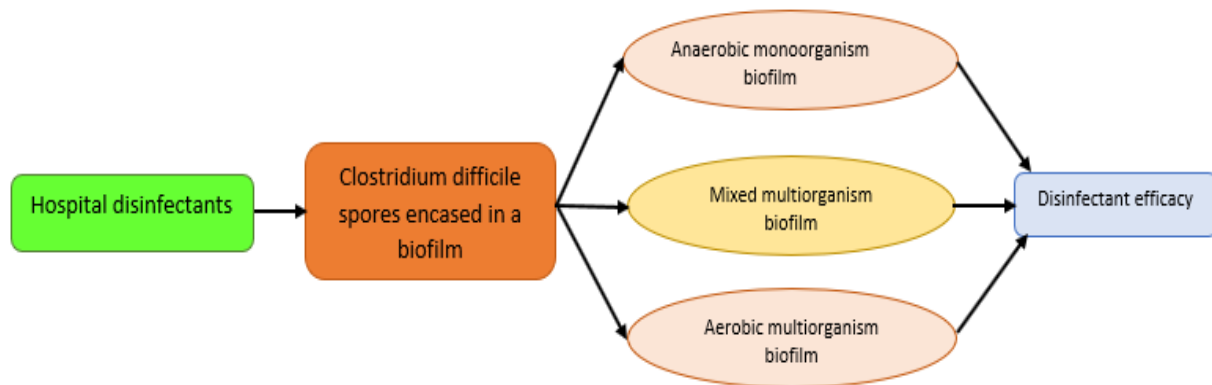 Hospital disinfectants
Clostridium difficile
spores encased in a
biofilm
Anaerobic monoorganism
biofilm
Mixed multiorganism
biofilm
Aerobic multiorganism
biofilm
Disinfectant efficacy